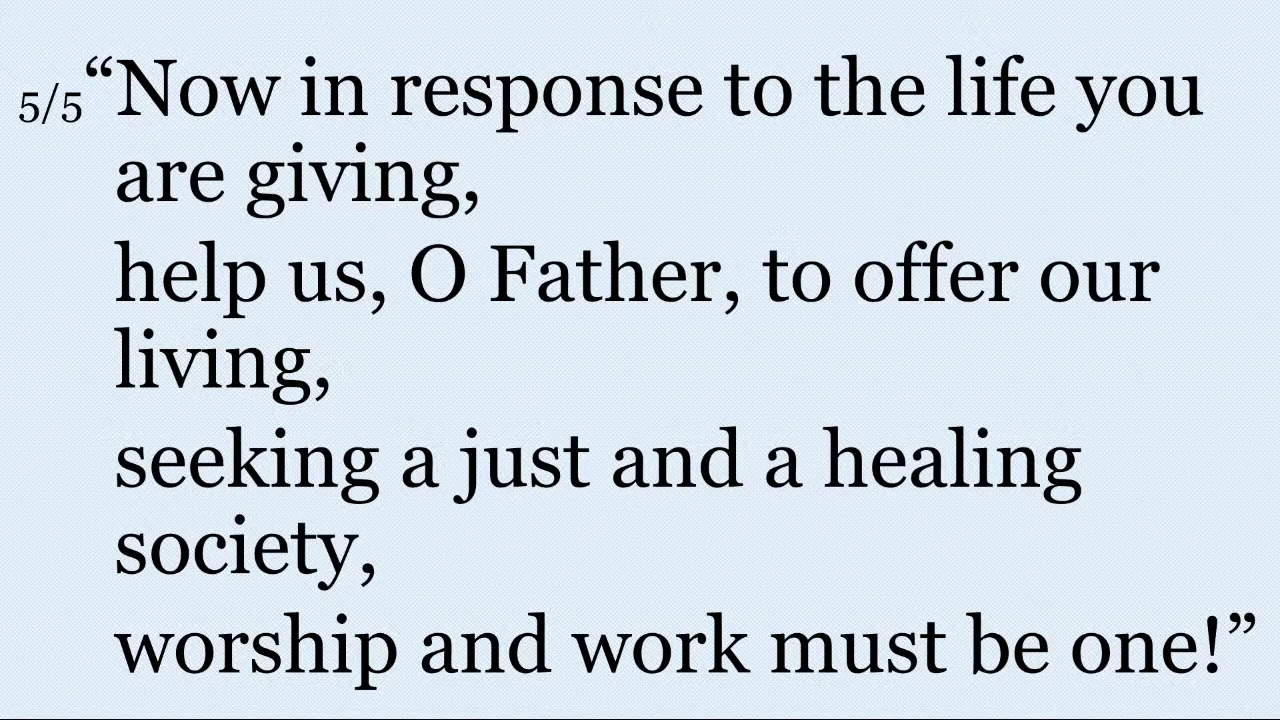 5/5 “Now in response to the life you
are giving,
help us, O Father, to offer our
living,
seeking a just and a healing
society,
worship and work must be one!”